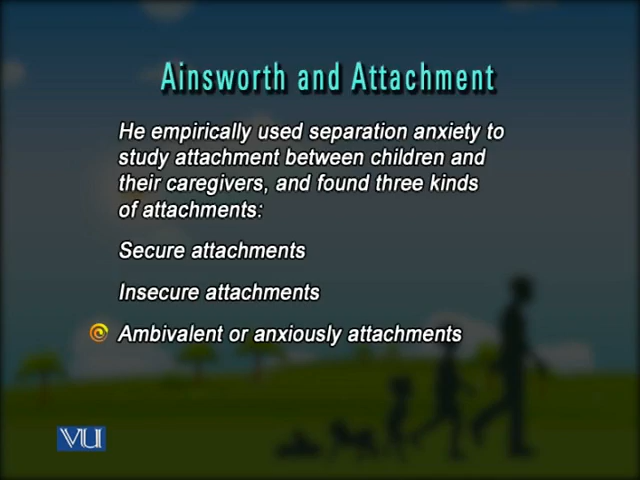 Ainsworth and Attachment
He empirically used separation anxiety to
study attachment between children and
their caregivers, and found three kinds
of attachments:
Secure attachments
Insecure attachments
Ambivalent or anxiously attachments
VU